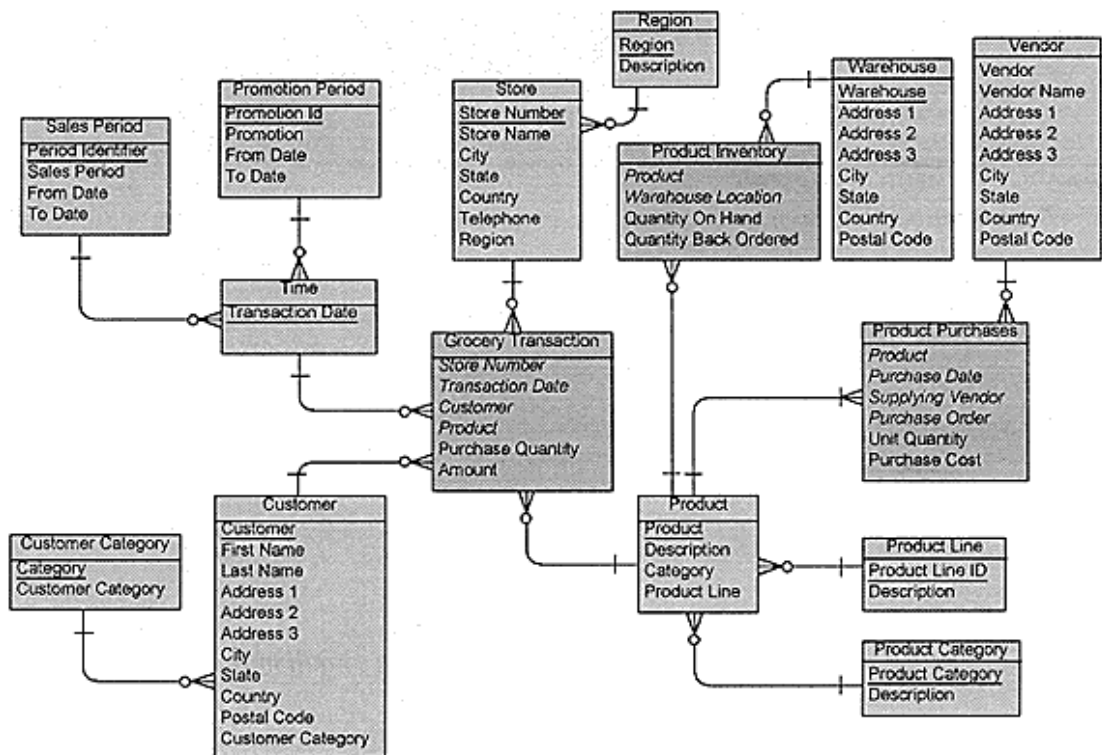 Region
Region
Description
Warehouse
Warehouse
Address 1
Address 2
Address 3
City
State
Country
Postal Code
Vendor
Vendor
Vendor Name
Address 1
Address 2
Address 3
City
State
Country
Postal Code
Promotion Period
Promotion Id
Promotion
From Date
To Date
Store
Store Number
Store Name
City
State
Country
Telephone
Region
Sales Period
Period Identifier
Sales Period
From Date
To Date
Product Inventory
Product
Warehouse Location
Quantity On Hand
Quantity Back Ordered
Time
Transaction Date
Grocery Transaction
Store Number
Transaction Date
Customer
Product
Purchase Quantity
Amount
Product Purchases
Product
Purchase Date
Supplying Vendor
Purchase Order
Unit Quantity
Purchase Cost
Customer
Customer
First Name
Last Name
Address 1
Address 2
Address 3
City
State
Country
Postal Code
Customer Category
Customer Category
Category
Customer Category
Product
Product
Description
Category
Product Line
Product Line
Product Line ID
Description
Product Category
Product Category
Description